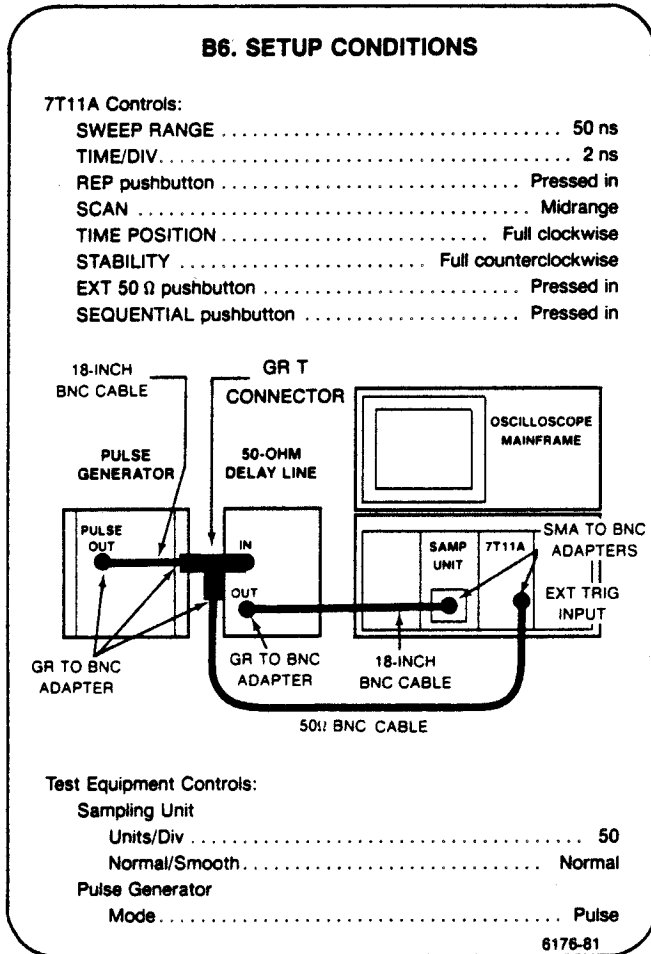 B6. SETUP CONDITIONS
7T11A Controls:
SWEEP RANGE .................................. 50 ns
TIME/DIV........................................ 2 ns
REP pushbutton ............................ Pressed in
SCAN ....................................... Midrange
TIME POSITION ........................ Full clockwise
STABILITY ..................... Full counterclockwise
EXT 50 Ω pushbutton ....................... Pressed in
SEQUENTIAL pushbutton ..................... Pressed in
18-INCH
BNC CABLE
GR T
CONNECTOR
PULSE
GENERATOR
50-OHM
DELAY LINE
OSCILLOSCOPE
MAINFRAME
PULSE
OUT
IN
OUT
SAMP
UNIT
7T11A
SMA TO BNC
ADAPTERS
EXT TRIG
INPUT
GR TO BNC
ADAPTER
GR TO BNC
ADAPTER
18-INCH
BNC CABLE
50Ω BNC CABLE
Test Equipment Controls:
Sampling Unit
Units/Div ....................................... 50
Normal/Smooth.............................. Normal
Pulse Generator
Mode.......................................... Pulse
6176-81